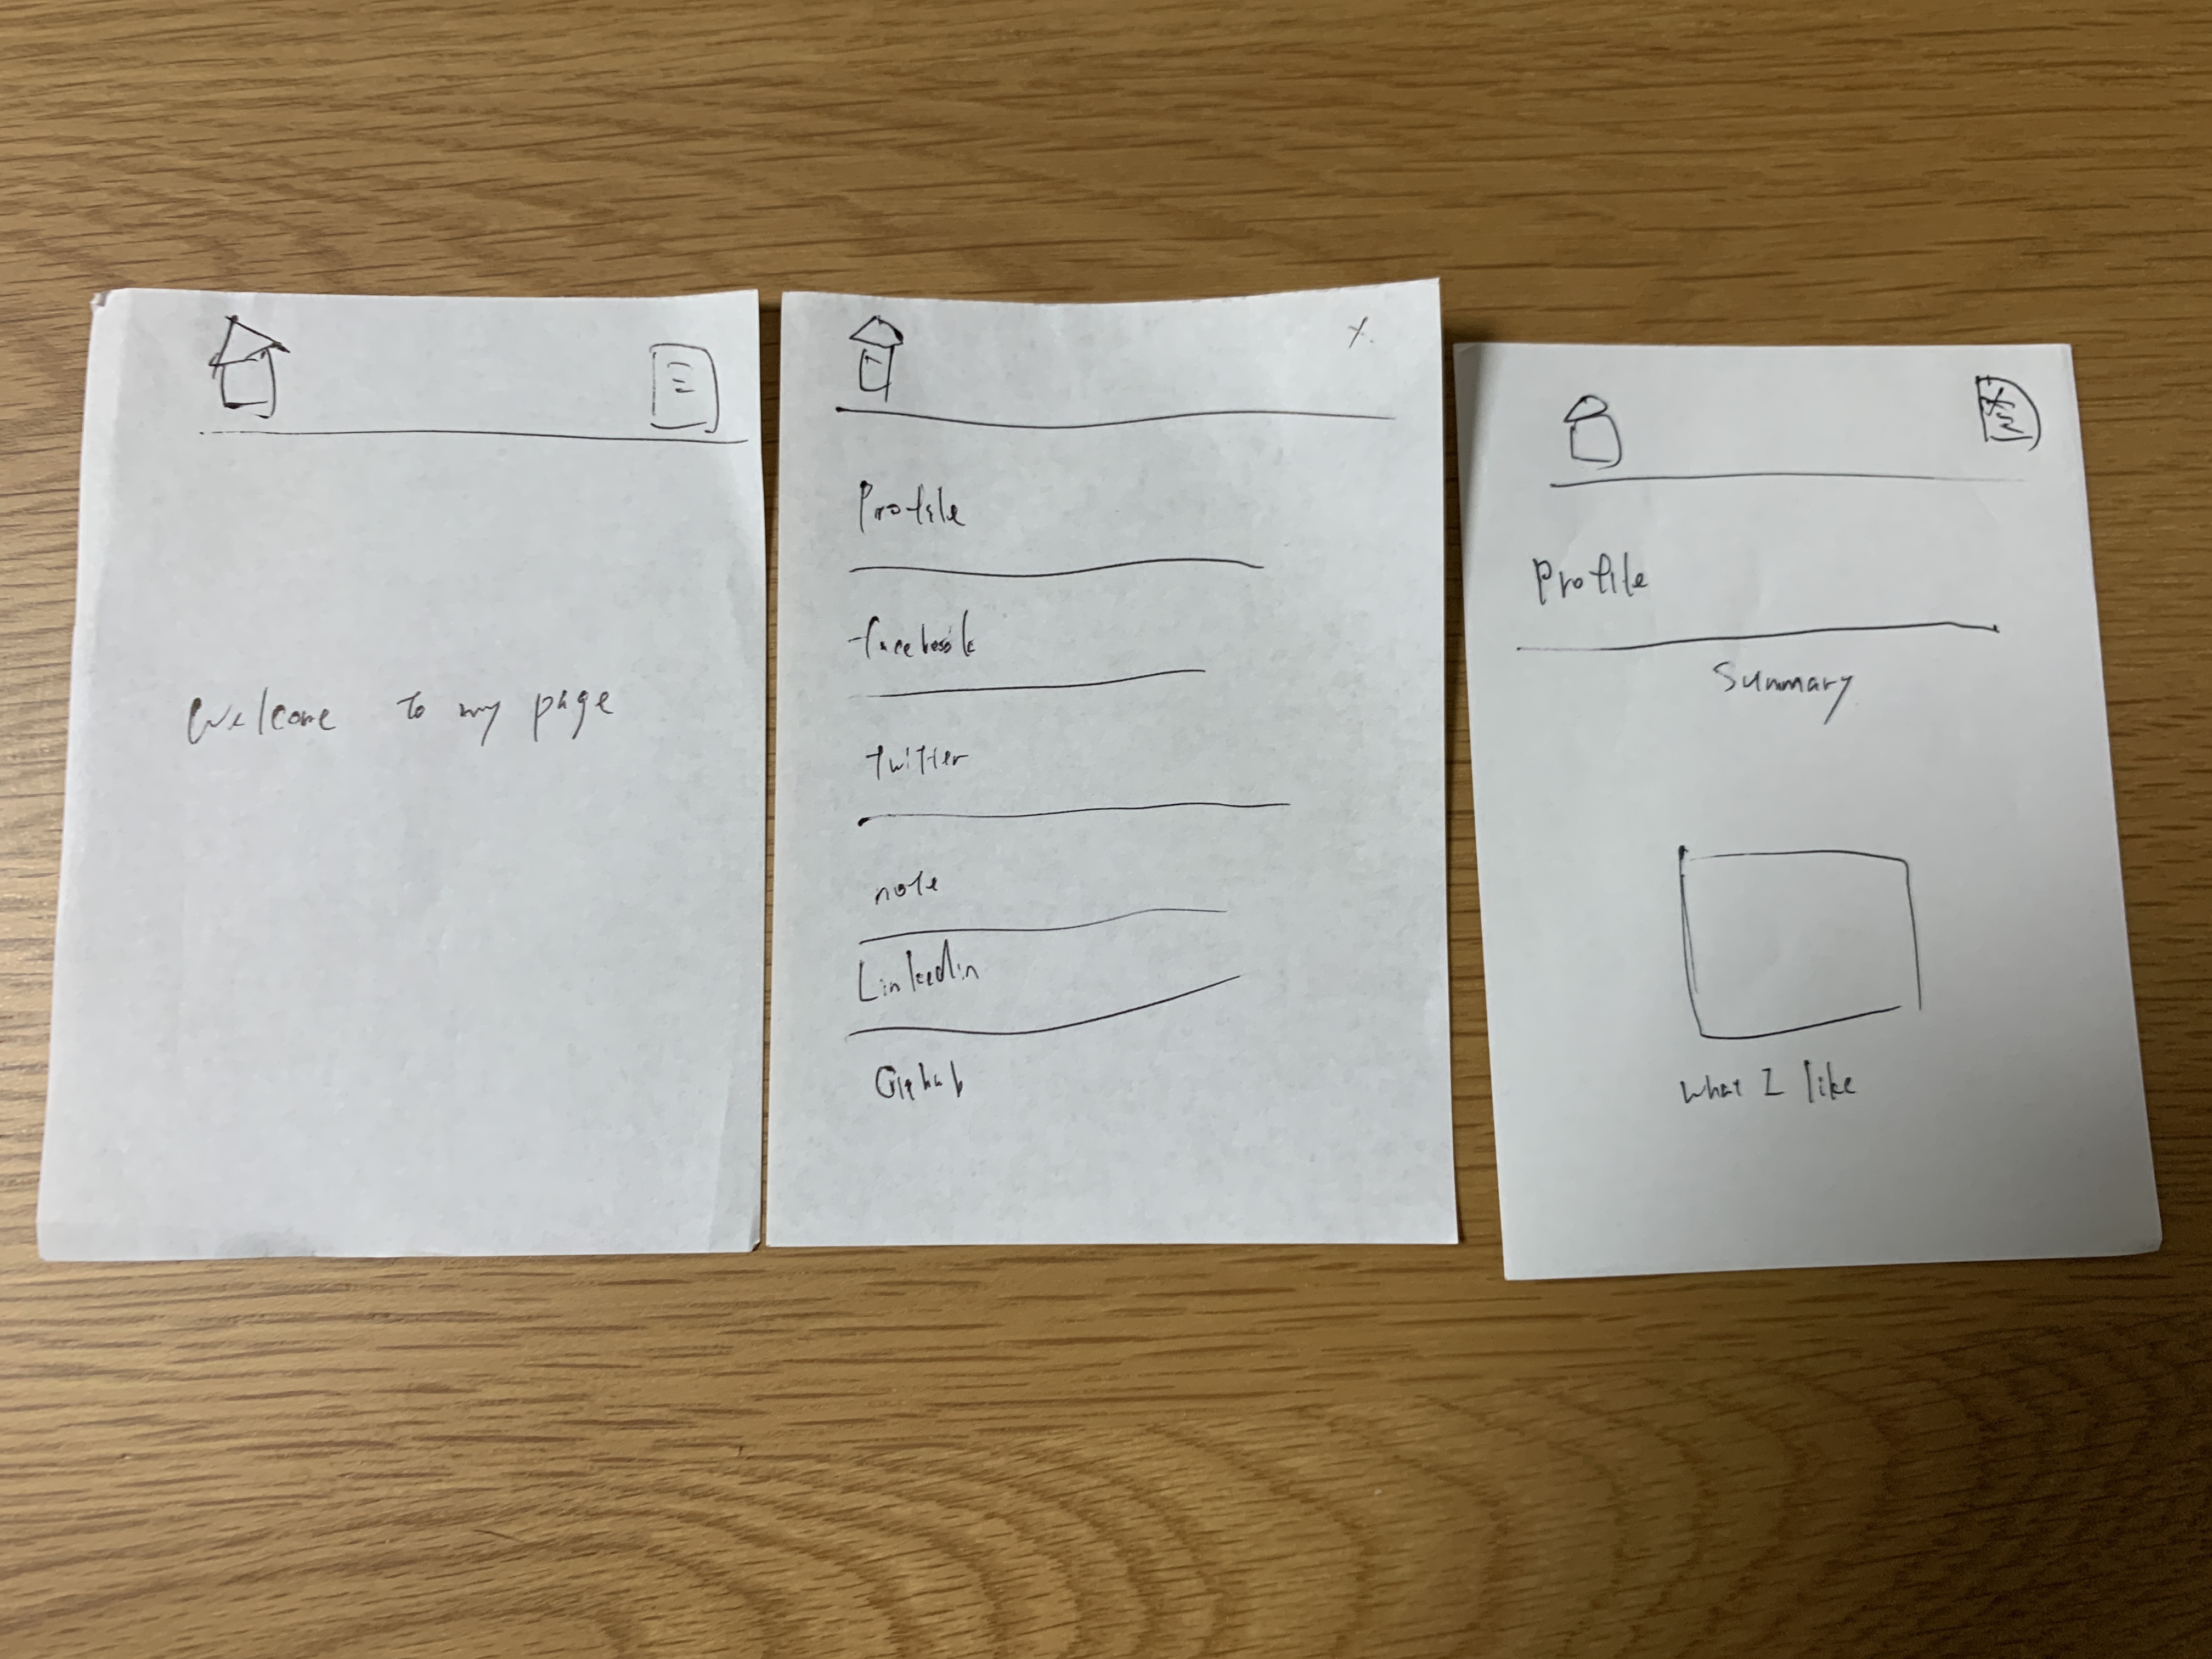 Welcome to my page
X
Profile
facebook
twitter
note
Linkedin
Github
Profile
Summary
What I like